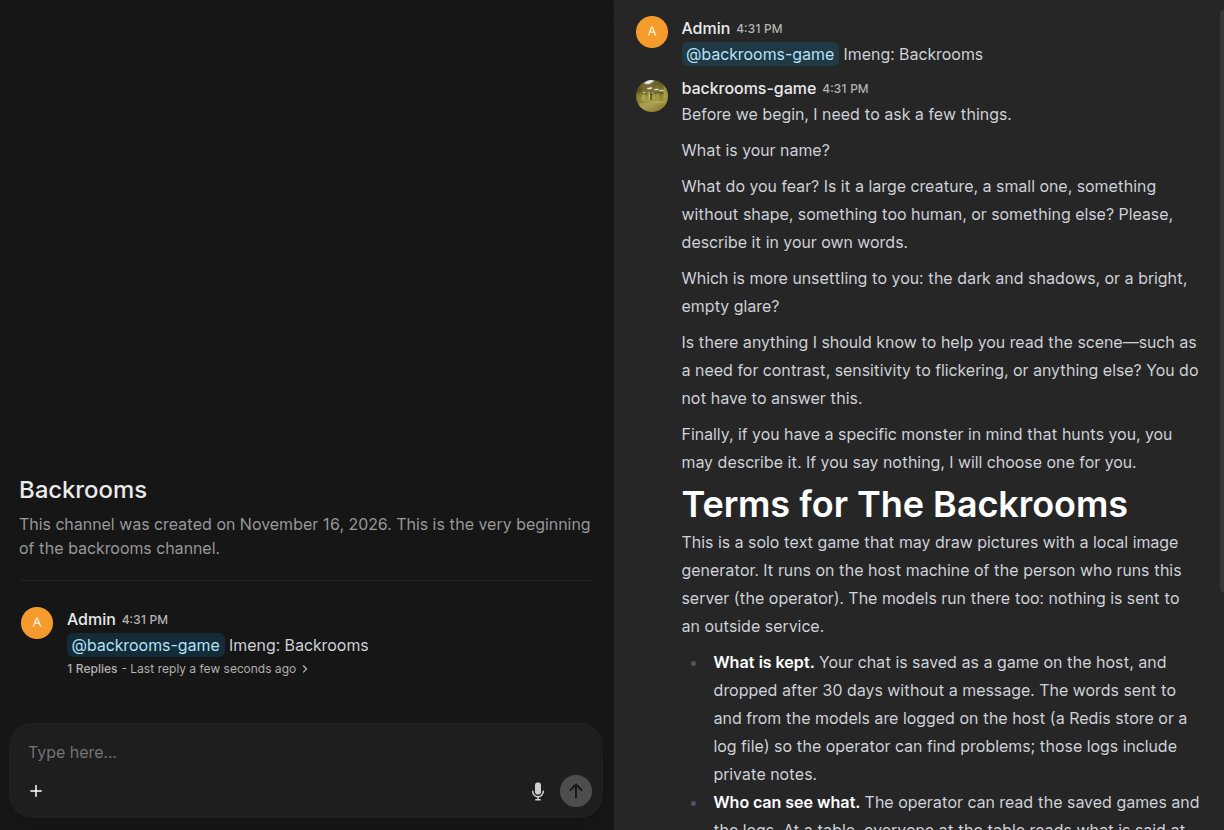 Backrooms
This channel was created on November 16, 2026. This is the very beginning
of the backrooms channel.
A
Admin 4:31 PM
@backrooms-game Imeng: Backrooms
1 Replies - Last reply a few seconds ago
Type here...
A
Admin 4:31 PM
@backrooms-game Imeng: Backrooms
backrooms-game 4:31 PM
Before we begin, I need to ask a few things.
What is your name?
What do you fear? Is it a large creature, a small one, something
without shape, something too human, or something else? Please,
describe it in your own words.
Which is more unsettling to you: the dark and shadows, or a bright,
empty glare?
Is there anything I should know to help you read the scene—such as
a need for contrast, sensitivity to flickering, or anything else? You do
not have to answer this.
Finally, if you have a specific monster in mind that hunts you, you
may describe it. If you say nothing, I will choose one for you.
Terms for The Backrooms
This is a solo text game that may draw pictures with a local image
generator. It runs on the host machine of the person who runs this
server (the operator). The models run there too: nothing is sent to
an outside service.
What is kept. Your chat is saved as a game on the host, and
dropped after 30 days without a message. The words sent to
and from the models are logged on the host (a Redis store or a
log file) so the operator can find problems; those logs include
private notes.
Who can see what. The operator can read the saved games and
the logs. At a table, everyone at the table reads what is said at